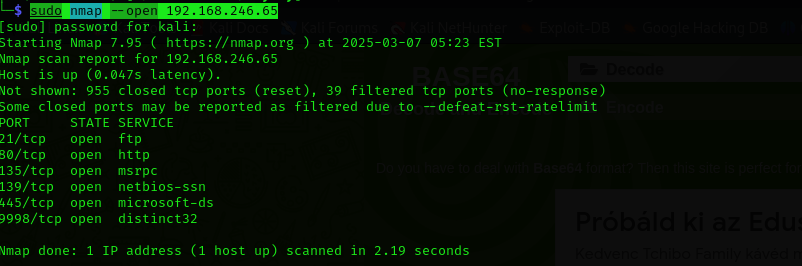 $ sudo nmap --open 192.168.246.65
[sudo] password for kali:
Starting Nmap 7.95 ( https://nmap.org ) at 2025-03-07 05:23 EST
Nmap scan report for 192.168.246.65
Host is up (0.047s latency).
Not shown: 955 closed tcp ports (reset), 39 filtered tcp ports (no-response)
Some closed ports may be reported as filtered due to --defeat-rst-ratelimit
PORT STATE SERVICE
21/tcp open ftp
80/tcp open http
135/tcp open msrpc
139/tcp open netbios-ssn
445/tcp open microsoft-ds
9998/tcp open distinct32
Nmap done: 1 IP address (1 host up) scanned in 2.19 seconds
Kali Docs Kali Forums Kali NetHunter Exploit-DB Google Hacking DB
BASE64
Decode
Encode
Do you have to deal with Base64 format? Then this site is perfect
Próbáld ki az Edus
Kedvenc Tchibo Family kávéd